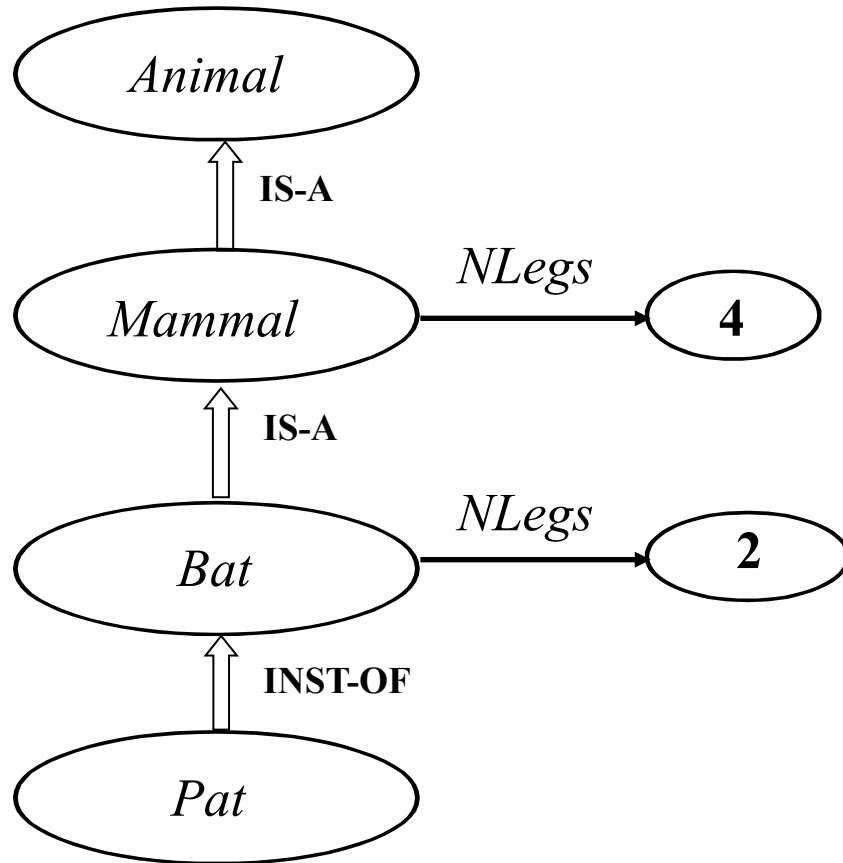 Animal
IS-A
NLegs
Mammal
4
IS-A
NLegs
Bat
2
INST-OF
Pat